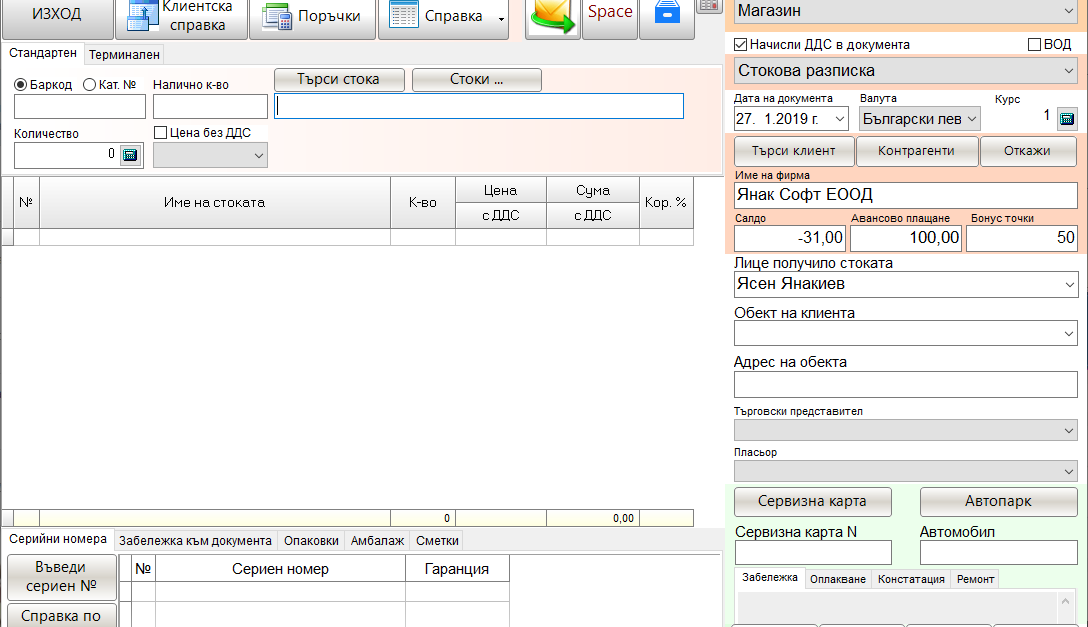 ИЗХОД
Клиентска
справка
Поръчки
Справка
Space
Стандартен
Терминален
Баркод
Кат. №
Налично к-во
Търси стока
Стоки ...
Количество
Цена без ДДС
0
№
Име на стоката
К-во
Цена
с ДДС
Сума
с ДДС
Кор. %
0
0,00
Серийни номера
Забележка към документа
Опаковки
Амбалаж
Сметки
Въведи
сериен №
Справка по
№
Сериен номер
Гаранция
Магазин
Начисли ДДС в документа
ВОД
Стокова разписка
Дата на документа
Валута
Курс
27. 1.2019 г.
Български лев
1
Търси клиент
Контрагенти
Откажи
Име на фирма
Янак Софт ЕООД
Салдо
Авансово плащане
Бонус точки
-31,00
100,00
50
Лице получило стоката
Ясен Янакиев
Обект на клиента
Адрес на обекта
Търговски представител
Пласьор
Сервизна карта
Автопарк
Сервизна карта N
Автомобил
Забележка
Оплакване
Констатация
Ремонт